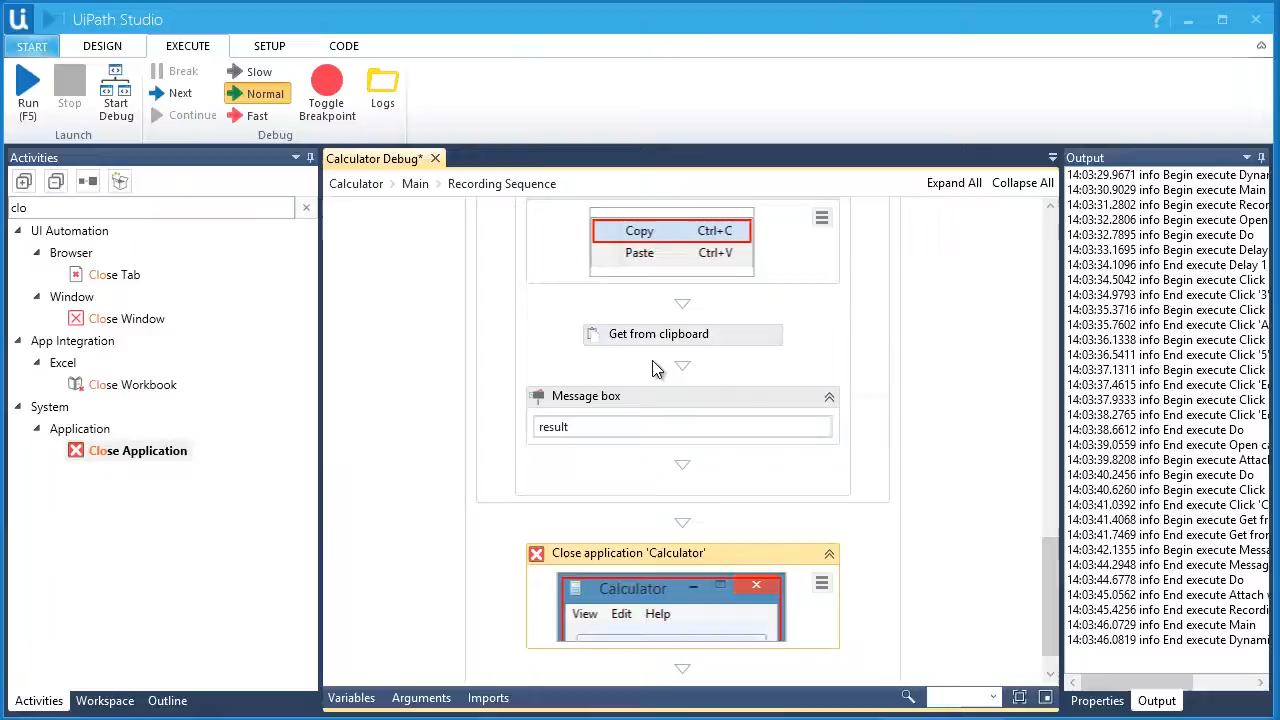 Ui UiPath Studio ?
START DESIGN EXECUTE SETUP CODE
Run (F5)
Stop
Start Debug
Launch
Break
Next
Continue
Slow
Normal
Fast
Toggle Breakpoint
Logs
Debug
Activities
clo
UI Automation
Browser
Close Tab
Window
Close Window
App Integration
Excel
Close Workbook
System
Application
Close Application
Activities Workspace Outline
Calculator Debug*
Calculator Main Recording Sequence Expand All Collapse All
Copy Ctrl+C
Paste Ctrl+V
Get from clipboard
Message box
result
Close application 'Calculator'
Calculator
View Edit Help
Variables Arguments Imports
Output
14:03:29.9671 info Begin execute Dynar
14:03:30.9029 info Begin execute Main
14:03:31.2802 info Begin execute Recor
14:03:32.2806 info Begin execute Open
14:03:32.7895 info Begin execute Do
14:03:33.1695 info Begin execute Delay
14:03:34.1096 info End execute Delay 1
14:03:34.5042 info Begin execute Click
14:03:34.9793 info End execute Click '3'
14:03:35.3716 info Begin execute Click
14:03:35.7602 info End execute Click 'A
14:03:36.1338 info Begin execute Click
14:03:36.5411 info End execute Click '5'
14:03:37.1311 info Begin execute Click
14:03:37.4615 info End execute Click 'E
14:03:37.9333 info Begin execute Click
14:03:38.2765 info End execute Click 'E
14:03:38.6612 info End execute Do
14:03:39.0559 info End execute Open ca
14:03:39.8208 info Begin execute Attac
14:03:40.2456 info Begin execute Do
14:03:40.6260 info Begin execute Click
14:03:41.0392 info End execute Click 'C
14:03:41.4068 info Begin execute Get fr
14:03:41.7469 info End execute Get fro
14:03:42.1355 info Begin execute Messa
14:03:44.2948 info End execute Messag
14:03:44.6778 info End execute Do
14:03:45.0562 info End execute Attach w
14:03:45.4256 info End execute Recordi
14:03:46.0729 info End execute Main
14:03:46.0819 info End execute Dynami
Properties Output